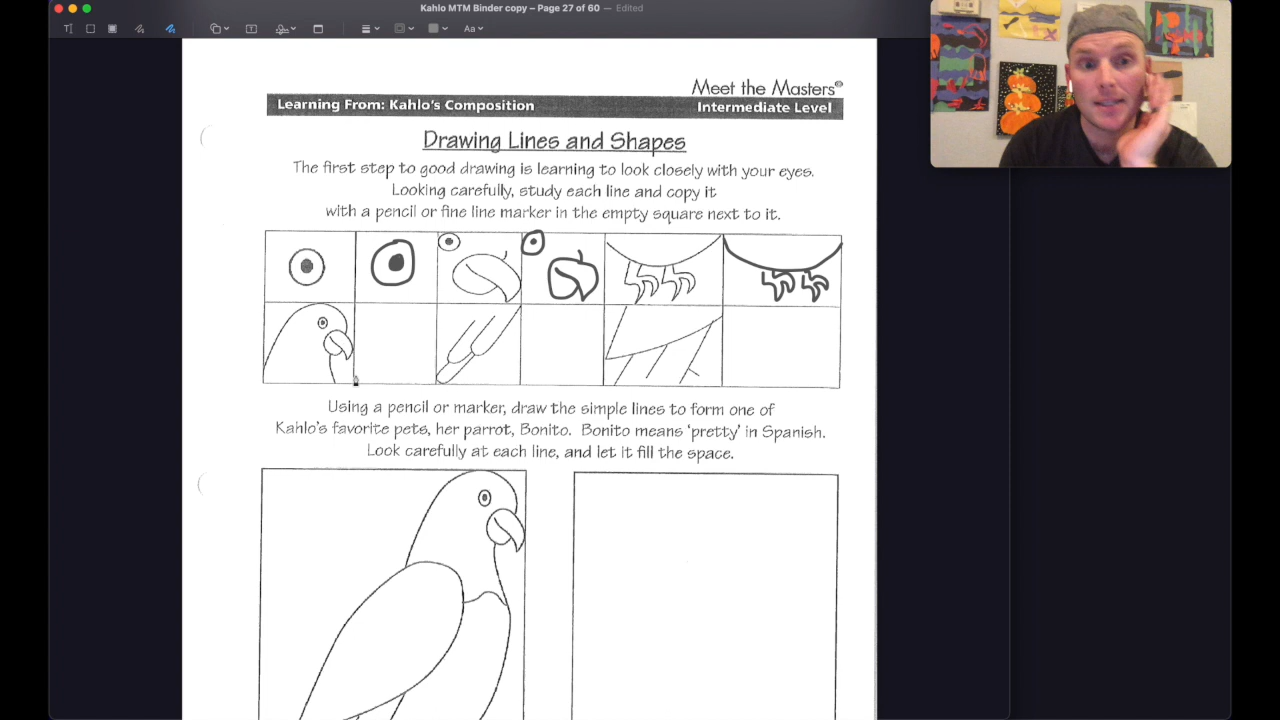 Kahlo MTM Binder copy – Page 27 of 60 — Edited
Aa
Meet the Masters®
Learning From: Kahlo's Composition Intermediate Level
Drawing Lines and Shapes
The first step to good drawing is learning to look closely with your eyes.
Looking carefully, study each line and copy it
with a pencil or fine line marker in the empty square next to it.
Using a pencil or marker, draw the simple lines to form one of
Kahlo's favorite pets, her parrot, Bonito. Bonito means 'pretty' in Spanish.
Look carefully at each line, and let it fill the space.